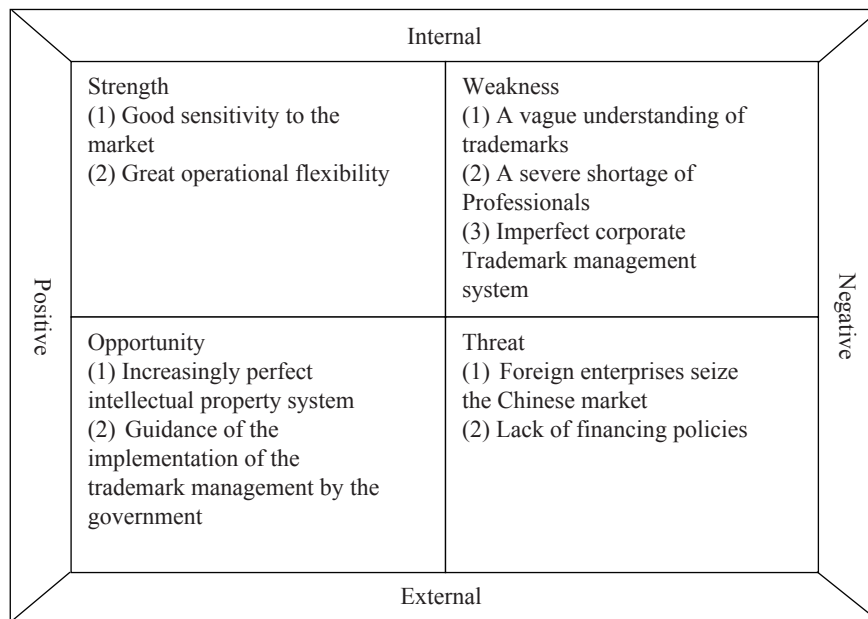 Internal
Positive
Negative
Strength
(1) Good sensitivity to the
market
(2) Great operational flexibility
Weakness
(1) A vague understanding of
trademarks
(2) A severe shortage of
Professionals
(3) Imperfect corporate
Trademark management
system
Opportunity
(1) Increasingly perfect
intellectual property system
(2) Guidance of the
implementation of the
trademark management by the
government
Threat
(1) Foreign enterprises seize
the Chinese market
(2) Lack of financing policies
External